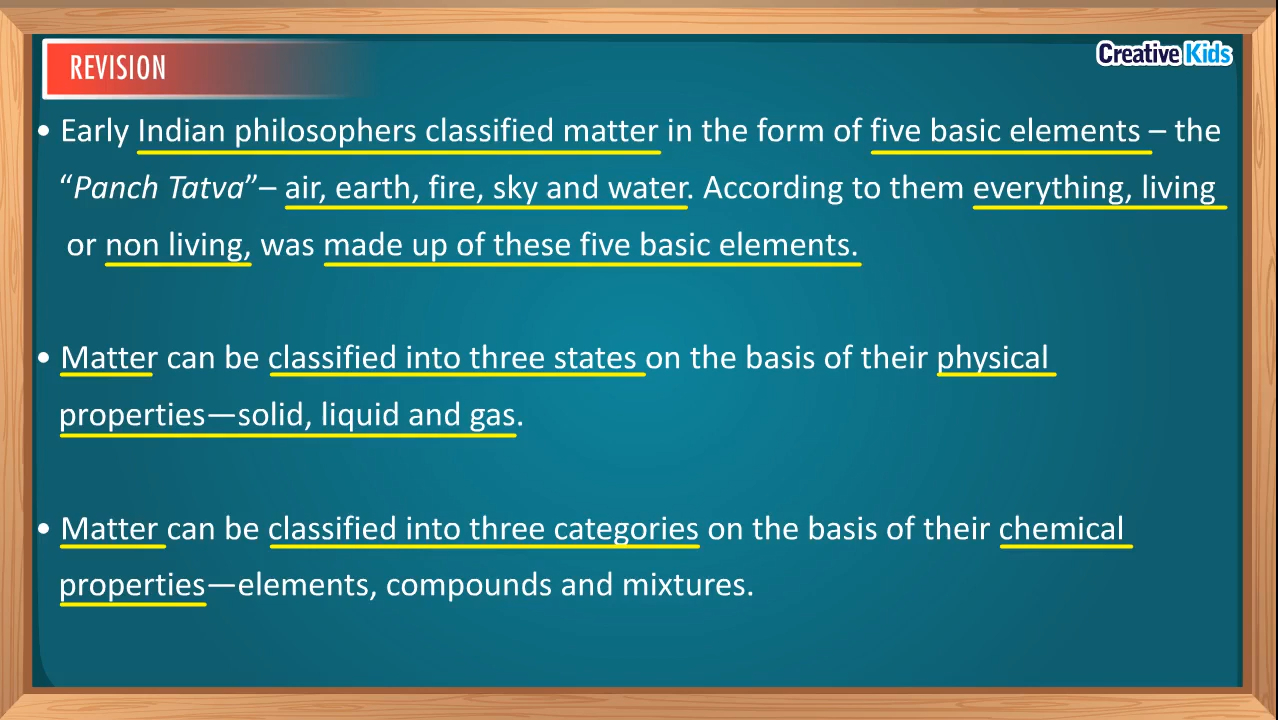 REVISION
Creative Kids
• Early Indian philosophers classified matter in the form of five basic elements – the
“Panch Tatva”– air, earth, fire, sky and water. According to them everything, living
or non living, was made up of these five basic elements.
• Matter can be classified into three states on the basis of their physical
properties—solid, liquid and gas.
• Matter can be classified into three categories on the basis of their chemical
properties—elements, compounds and mixtures.